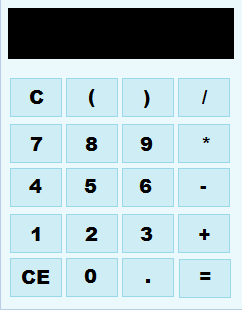 C ( ) /
7 8 9 *
4 5 6 -
1 2 3 +
CE 0 . =